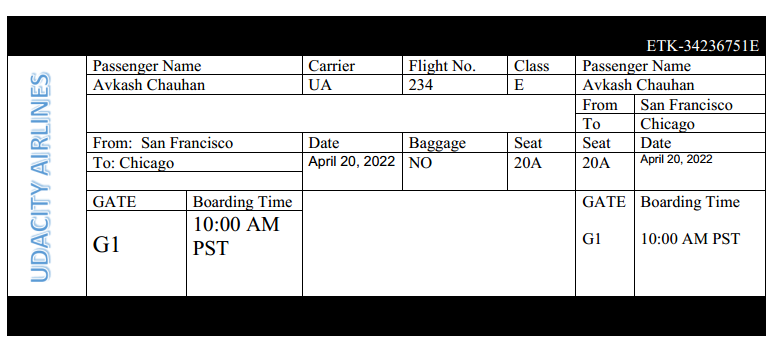 ETK-34236751E
UDACITY AIRLINES
Passenger Name Carrier Flight No. Class Passenger Name
Avkash Chauhan UA 234 E Avkash Chauhan
From San Francisco
To Chicago
From: San Francisco Date Baggage Seat Seat Date
To: Chicago April 20, 2022 NO 20A 20A April 20, 2022
GATE Boarding Time GATE Boarding Time
G1 10:00 AM PST G1 10:00 AM PST